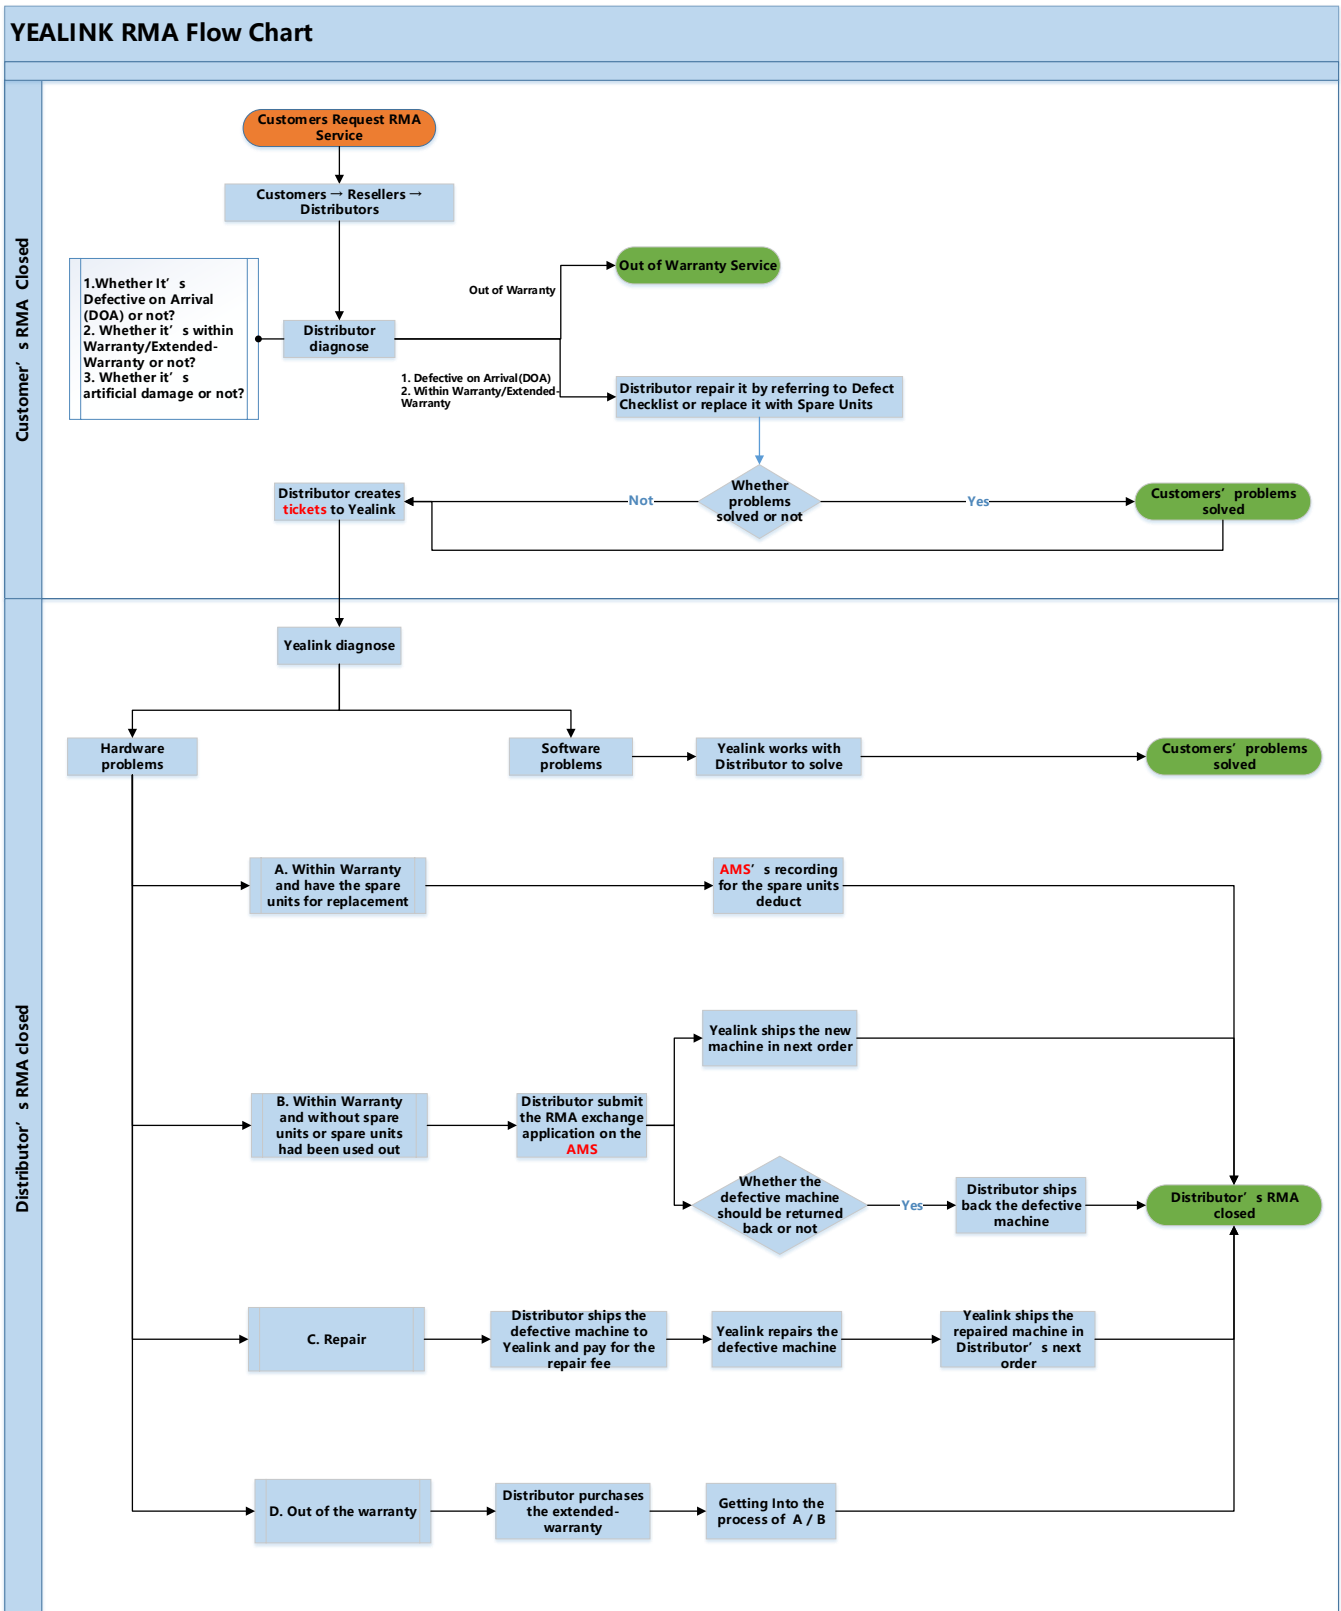 YEALINK RMA Flow Chart
Customer’ s RMA Closed
Customers Request RMA
Service
Customers → Resellers →
Distributors
1.Whether It’ s
Defective on Arrival
(DOA) or not?
2. Whether it’ s within
Warranty/Extended-
Warranty or not?
3. Whether it’ s
artificial damage or not?
Distributor
diagnose
Out of Warranty
Out of Warranty Service
1. Defective on Arrival(DOA)
2. Within Warranty/Extended-
Warranty
Distributor repair it by referring to Defect
Checklist or replace it with Spare Units
Whether
problems
solved or not
Not
Yes
Distributor creates
tickets to Yealink
Customers’ problems
solved
Distributor’ s RMA closed
Yealink diagnose
Hardware
problems
Software
problems
Yealink works with
Distributor to solve
Customers’ problems
solved
A. Within Warranty
and have the spare
units for replacement
AMS’ s recording
for the spare units
deduct
B. Within Warranty
and without spare
units or spare units
had been used out
Distributor submit
the RMA exchange
application on the
AMS
Yealink ships the new
machine in next order
Whether the
defective machine
should be returned
back or not
Yes
Distributor ships
back the defective
machine
Distributor’ s RMA
closed
C. Repair
Distributor ships the
defective machine to
Yealink and pay for the
repair fee
Yealink repairs the
defective machine
Yealink ships the
repaired machine in
Distributor’ s next
order
D. Out of the warranty
Distributor purchases
the extended-
warranty
Getting Into the
process of A / B